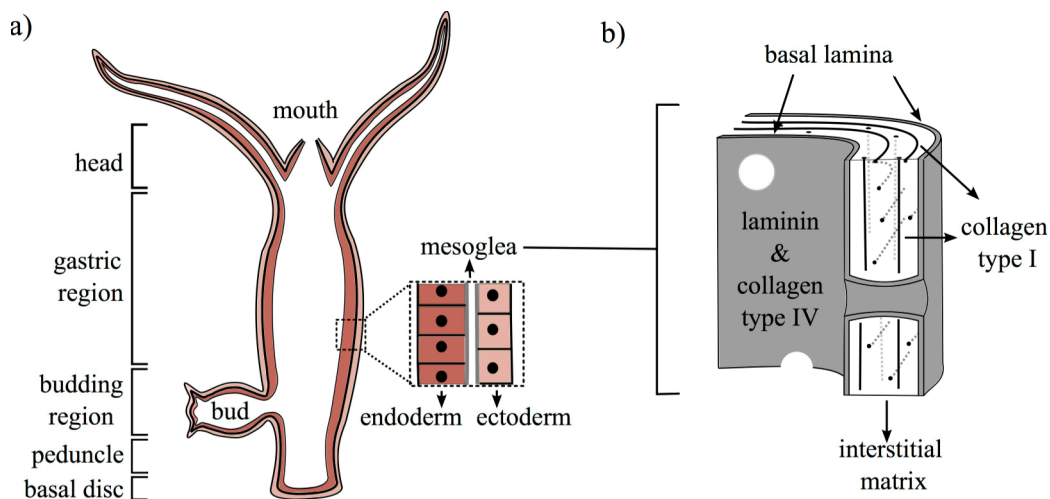 a)
mouth
head
gastric
region
mesoglea
budding
region
bud
endoderm
ectoderm
peduncle
basal disc
b)
basal lamina
laminin
&
collagen
type IV
collagen
type I
interstitial
matrix